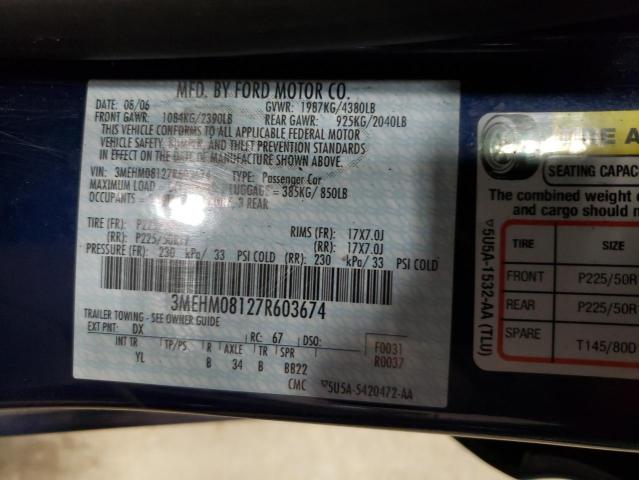 MFD. BY FORD MOTOR CO.
DATE: 08/06 GVWR: 1987KG/4380LB
FRONT GAWR: 1084KG/2390LB REAR GAWR: 925KG/2040LB
THIS VEHICLE CONFORMS TO ALL APPLICABLE FEDERAL MOTOR
VEHICLE SAFETY, BUMPER, AND THEFT PREVENTION STANDARDS
IN EFFECT ON THE DATE OF MANUFACTURE SHOWN ABOVE.
VIN: 3MEHM08127R603674 TYPE: Passenger Car
MAXIMUM LOAD LUGGAGE = 385KG/850LB
OCCUPANTS 3 REAR
TIRE (FR): RIMS (FR): 17X7.0J
(RR): P225/50R17 (RR): 17X7.0J
PRESSURE (FR): 230 kPa/ 33 PSI COLD (RR): 230 kPa/ 33 PSI COLD
3MEHM08127R603674
TRAILER TOWING - SEE OWNER GUIDE
EXT PNT: DX RC: 67 DSO: F0031
INT TR TP/PS R AXLE TR SPR R0037
YL B 34 B BB22
CMC ▽5U5A-5420472-AA
▽5U5A-1532-AA (TLU)
TIRE A
SEATING CAPAC
The combined weight
and cargo should n
TIRE SIZE
FRONT P225/50R
REAR P225/50R1
SPARE T145/80D